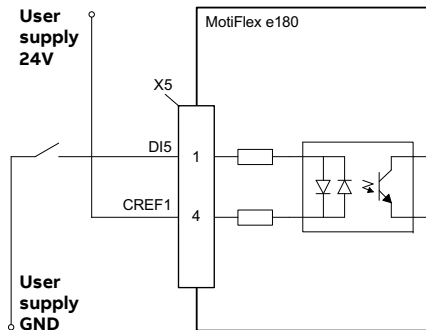 User
supply
24V
MotiFlex e180
X5
DI5
1
CREF1
4
User
supply
GND